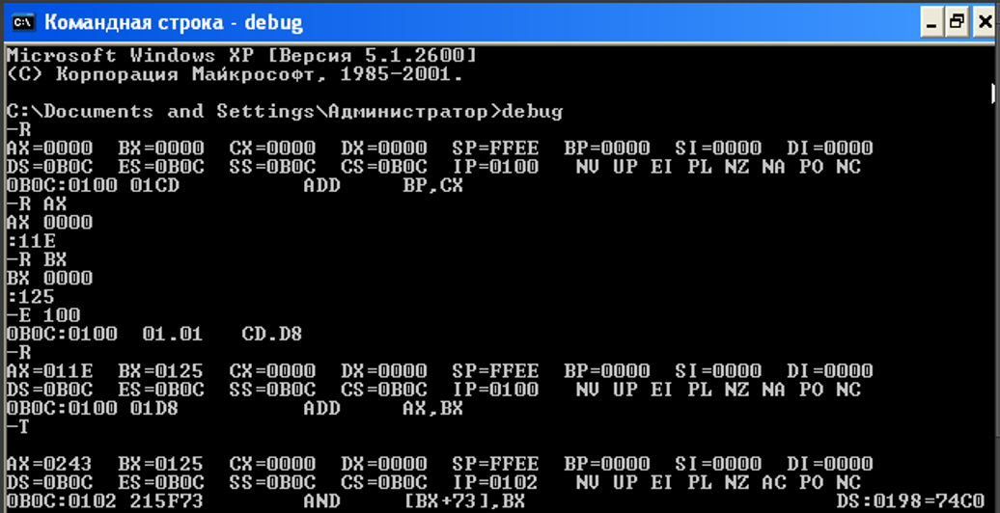 Командная строка - debug
Microsoft Windows XP [Версия 5.1.2600]
(C) Корпорация Майкрософт, 1985-2001.
C:\Documents and Settings\Администратор>debug
-R
AX=0000 BX=0000 CX=0000 DX=0000 SP=FFEE BP=0000 SI=0000 DI=0000
DS=0B0C ES=0B0C SS=0B0C CS=0B0C IP=0100 NV UP EI PL NZ NA PO NC
0B0C:0100 01CD ADD BP,CX
-R AX
AX 0000
:11E
-R BX
BX 0000
:125
-E 100
0B0C:0100 01.01 CD.D8
-R
AX=011E BX=0125 CX=0000 DX=0000 SP=FFEE BP=0000 SI=0000 DI=0000
DS=0B0C ES=0B0C SS=0B0C CS=0B0C IP=0100 NV UP EI PL NZ NA PO NC
0B0C:0100 01D8 ADD AX,BX
-T
AX=0243 BX=0125 CX=0000 DX=0000 SP=FFEE BP=0000 SI=0000 DI=0000
DS=0B0C ES=0B0C SS=0B0C CS=0B0C IP=0102 NV UP EI PL NZ AC PO NC
0B0C:0102 215F73 AND [BX+73],BX DS:0198=74C0